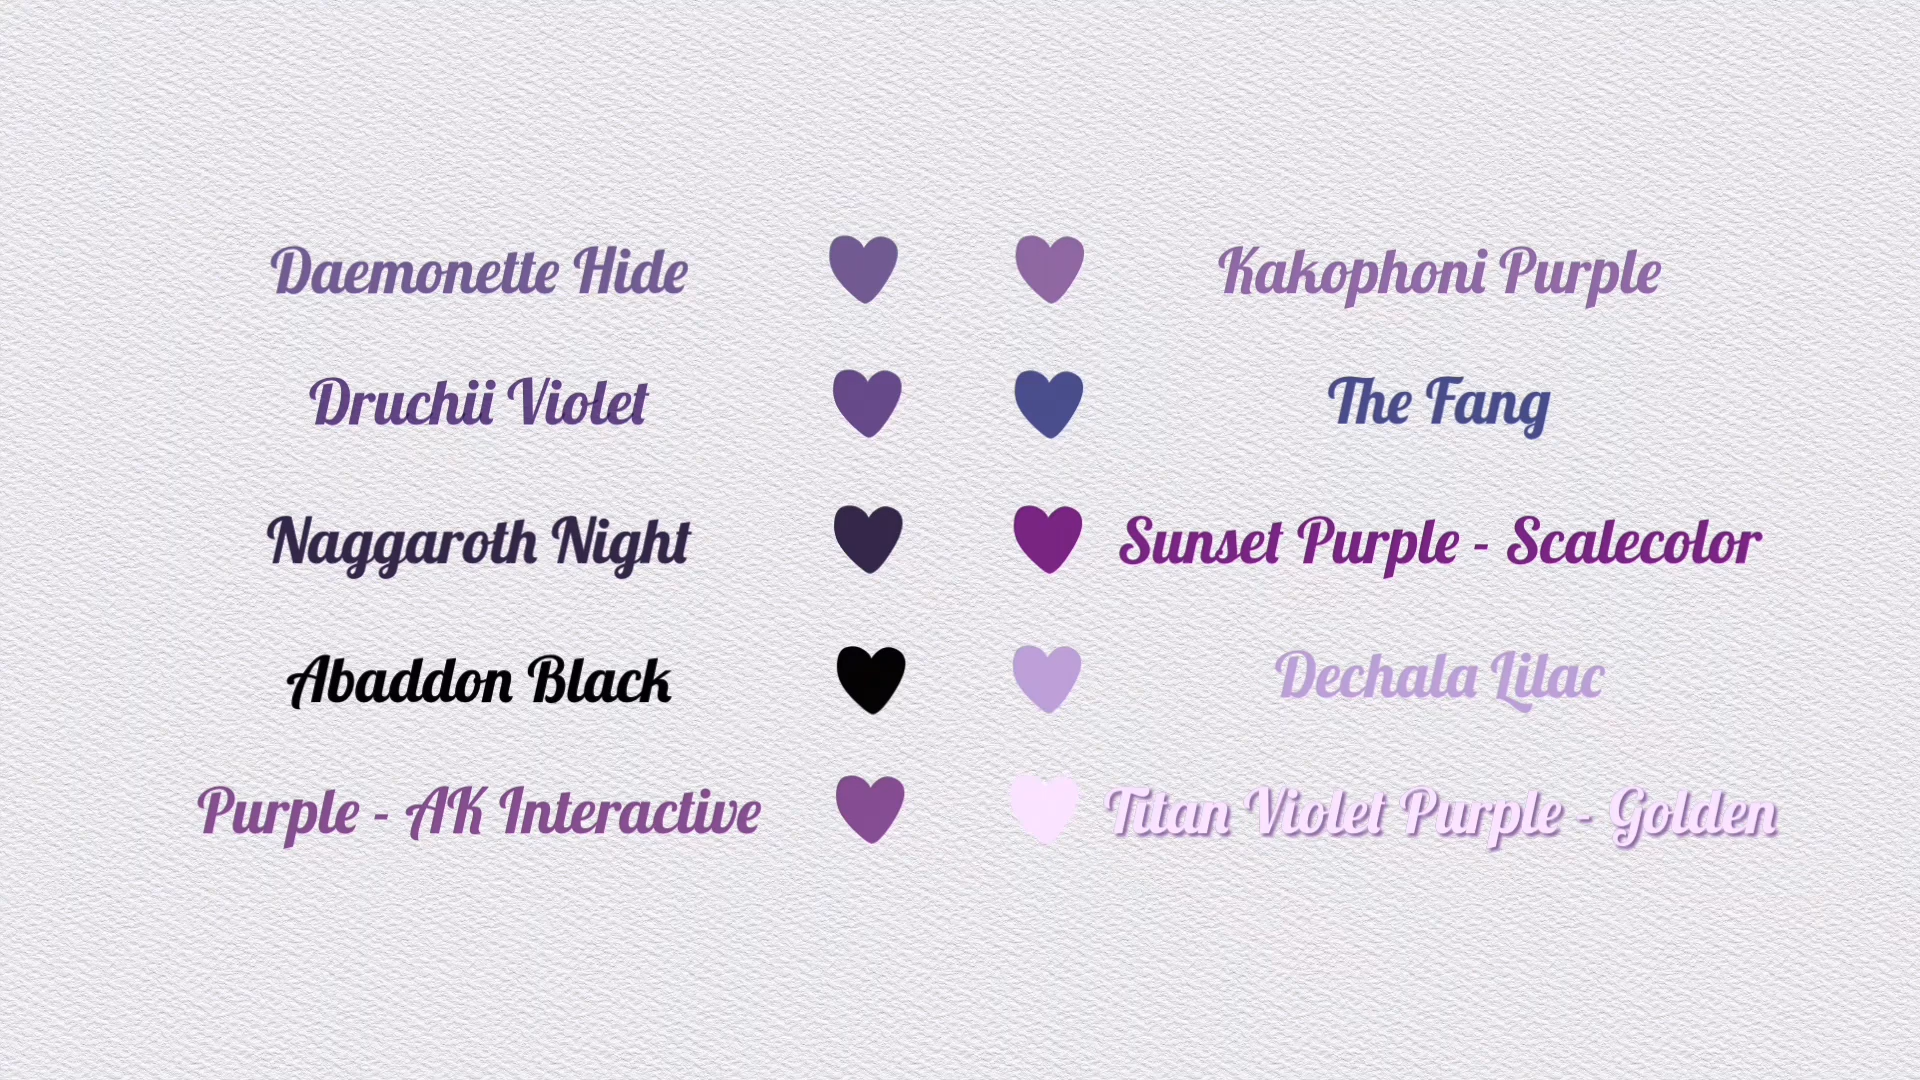 Daemonette Hide
Kakophoni Purple
Druchii Violet
The Fang
Naggaroth Night
Sunset Purple - Scalecolor
Abaddon Black
Dechala Lilac
Purple - AK Interactive
Titan Violet Purple - Golden